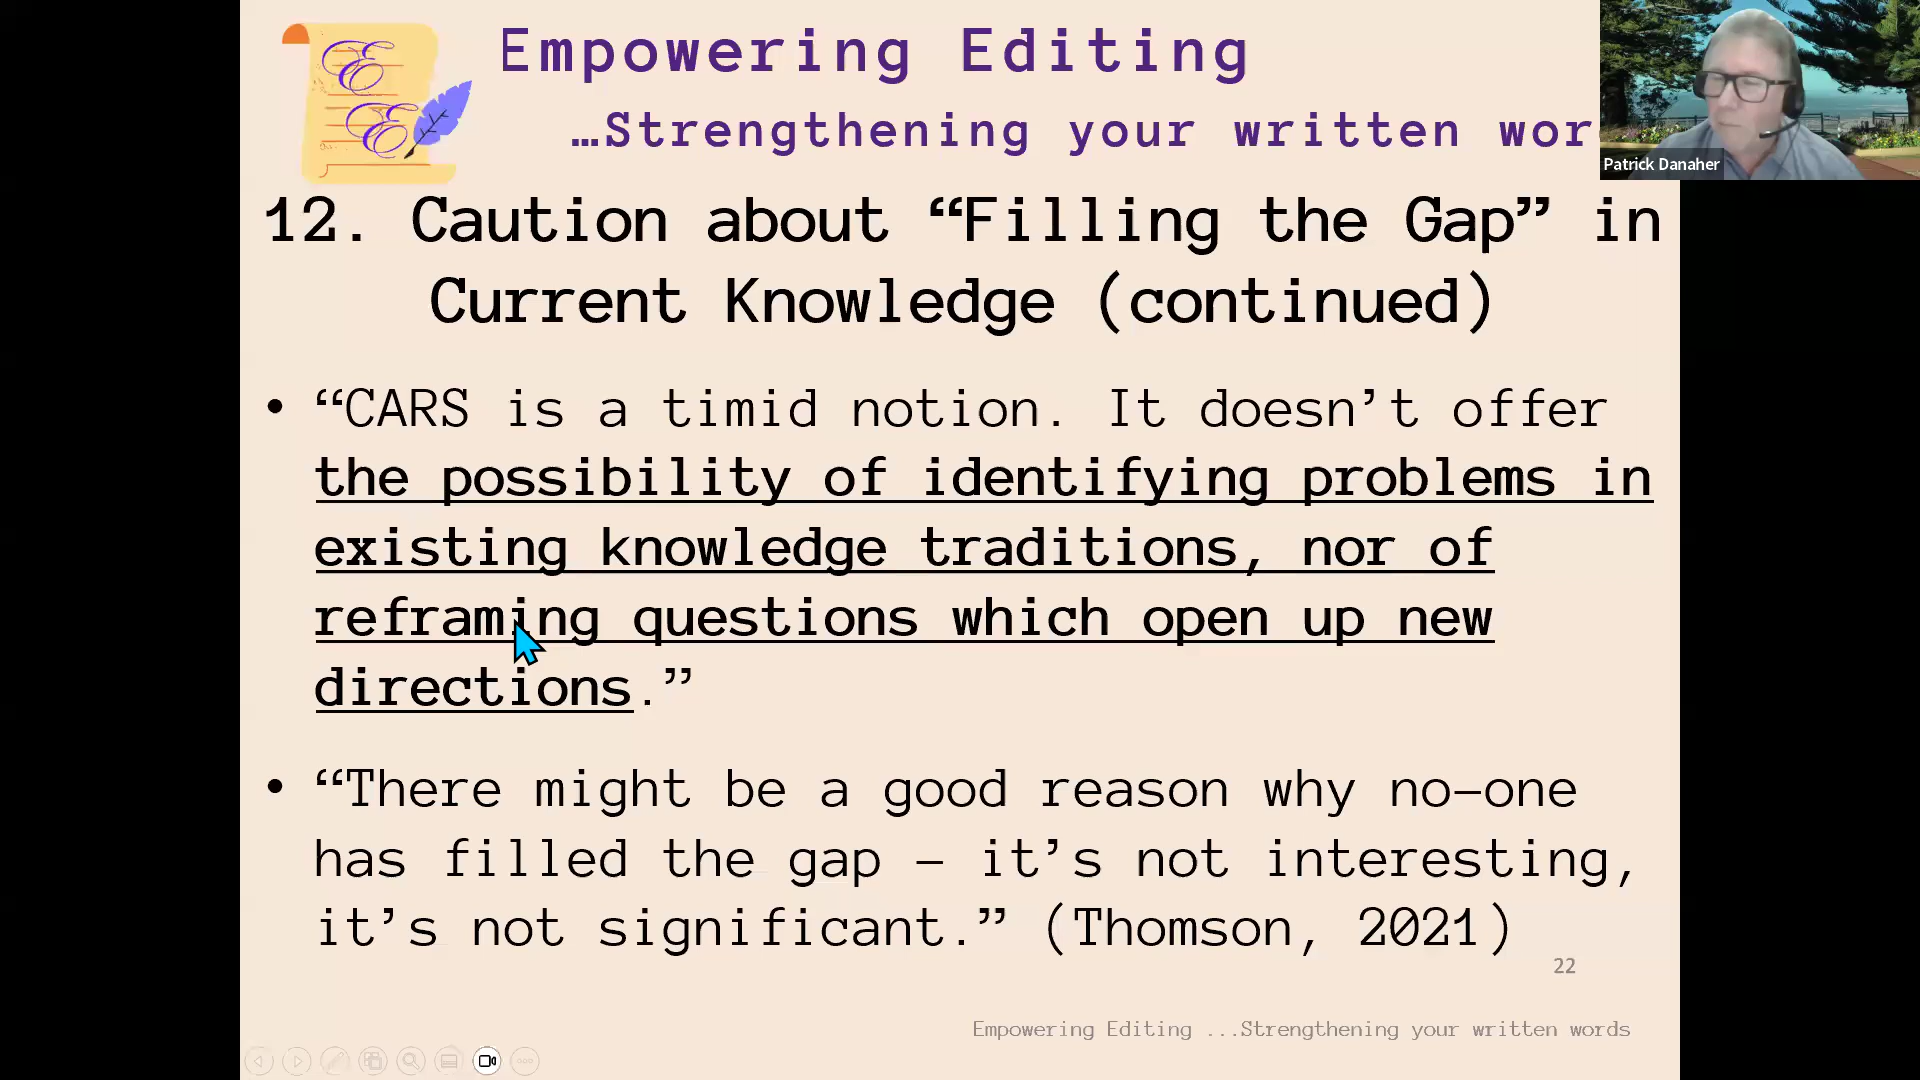 E
E
Empowering Editing
…Strengthening your written wor
Patrick Danaher
12. Caution about “Filling the Gap” in
Current Knowledge (continued)
• “CARS is a timid notion. It doesn’t offer
the possibility of identifying problems in
existing knowledge traditions, nor of
reframing questions which open up new
directions.”
• “There might be a good reason why no-one
has filled the gap – it’s not interesting,
it’s not significant.” (Thomson, 2021)
22
Empowering Editing ...Strengthening your written words